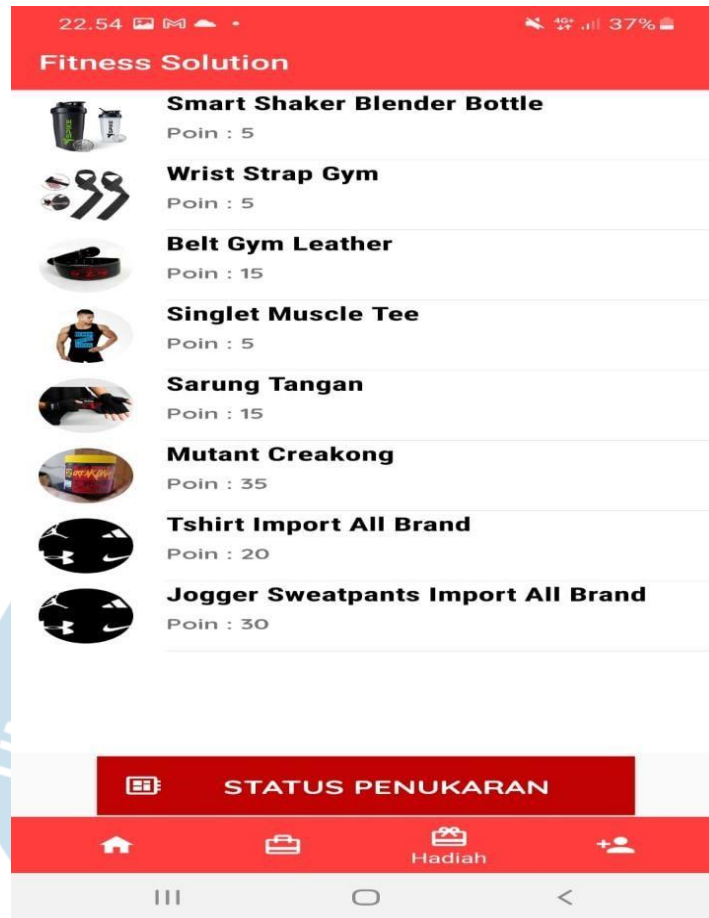 22.54
4G+
37%
Fitness Solution
Smart Shaker Blender Bottle
Poin : 5
Wrist Strap Gym
Poin : 5
Belt Gym Leather
Poin : 15
Singlet Muscle Tee
Poin : 5
Sarung Tangan
Poin : 15
Mutant Creakong
Poin : 35
Tshirt Import All Brand
Poin : 20
Jogger Sweatpants Import All Brand
Poin : 30
STATUS PENUKARAN
Hadiah